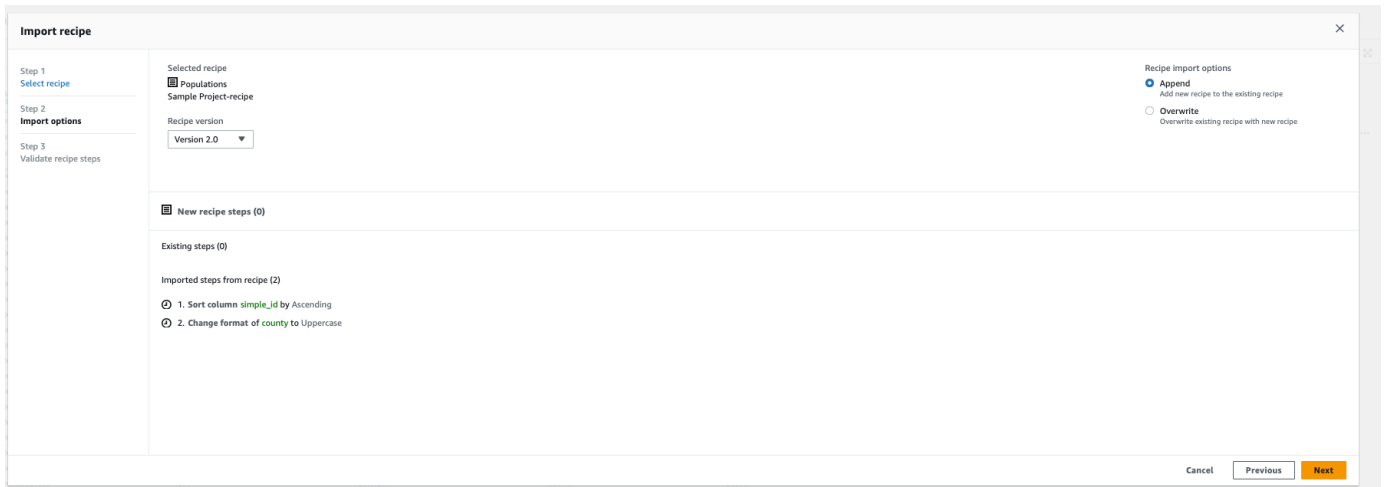 Import recipe
Step 1
Select recipe
Step 2
Import options
Step 3
Validate recipe steps
Selected recipe
Populations
Sample Project-recipe
Recipe version
Version 2.0
Recipe import options
Append
Add new recipe to the existing recipe
Overwrite
Overwrite existing recipe with new recipe
New recipe steps (0)
Existing steps (0)
Imported steps from recipe (2)
1. Sort column simple_id by Ascending
2. Change format of county to Uppercase
Cancel
Previous
Next